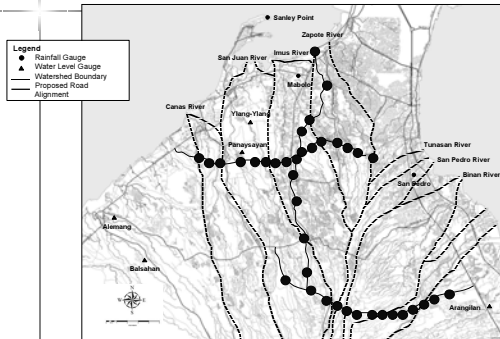 Sanley Point
Zapote River
Legend
Rainfall Gauge
Water Level Gauge
Watershed Boundary
Proposed Road
Alignment
San Juan River
Imus River
Mabolo
Canas River
Ylang-Ylang
Panaysayan
Tunasan River
San Pedro River
San Pedro
Binan River
Alemang
Balsahan
Arangilan